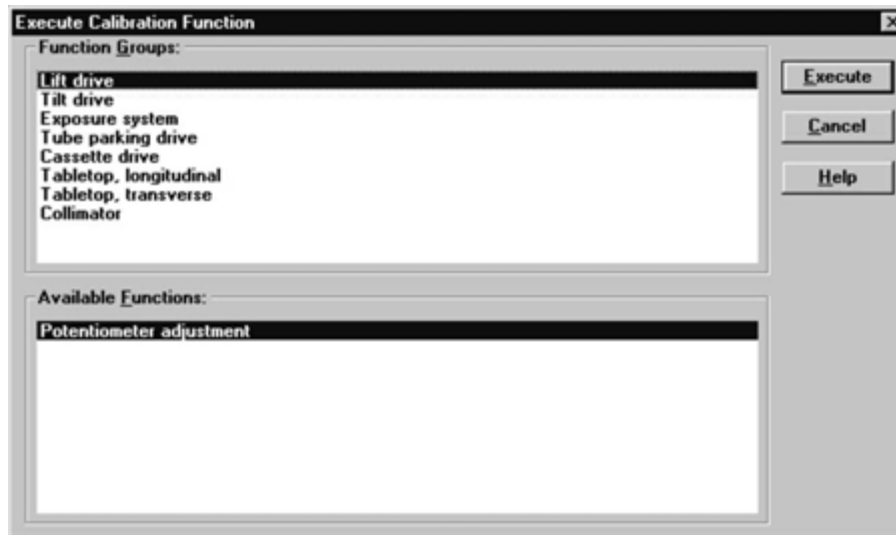 Execute Calibration Function
Function Groups:
Lift drive
Tilt drive
Exposure system
Tube parking drive
Cassette drive
Tabletop, longitudinal
Tabletop, transverse
Collimator
Execute
Cancel
Help
Available Functions:
Potentiometer adjustment